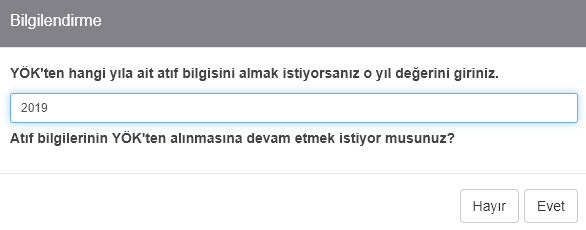 Bilgilendirme
YÖK'ten hangi yıla ait atıf bilgisini almak istiyorsanız o yıl değerini giriniz.
2019
Atıf bilgilerinin YÖK'ten alınmasına devam etmek istiyor musunuz?
Hayır Evet